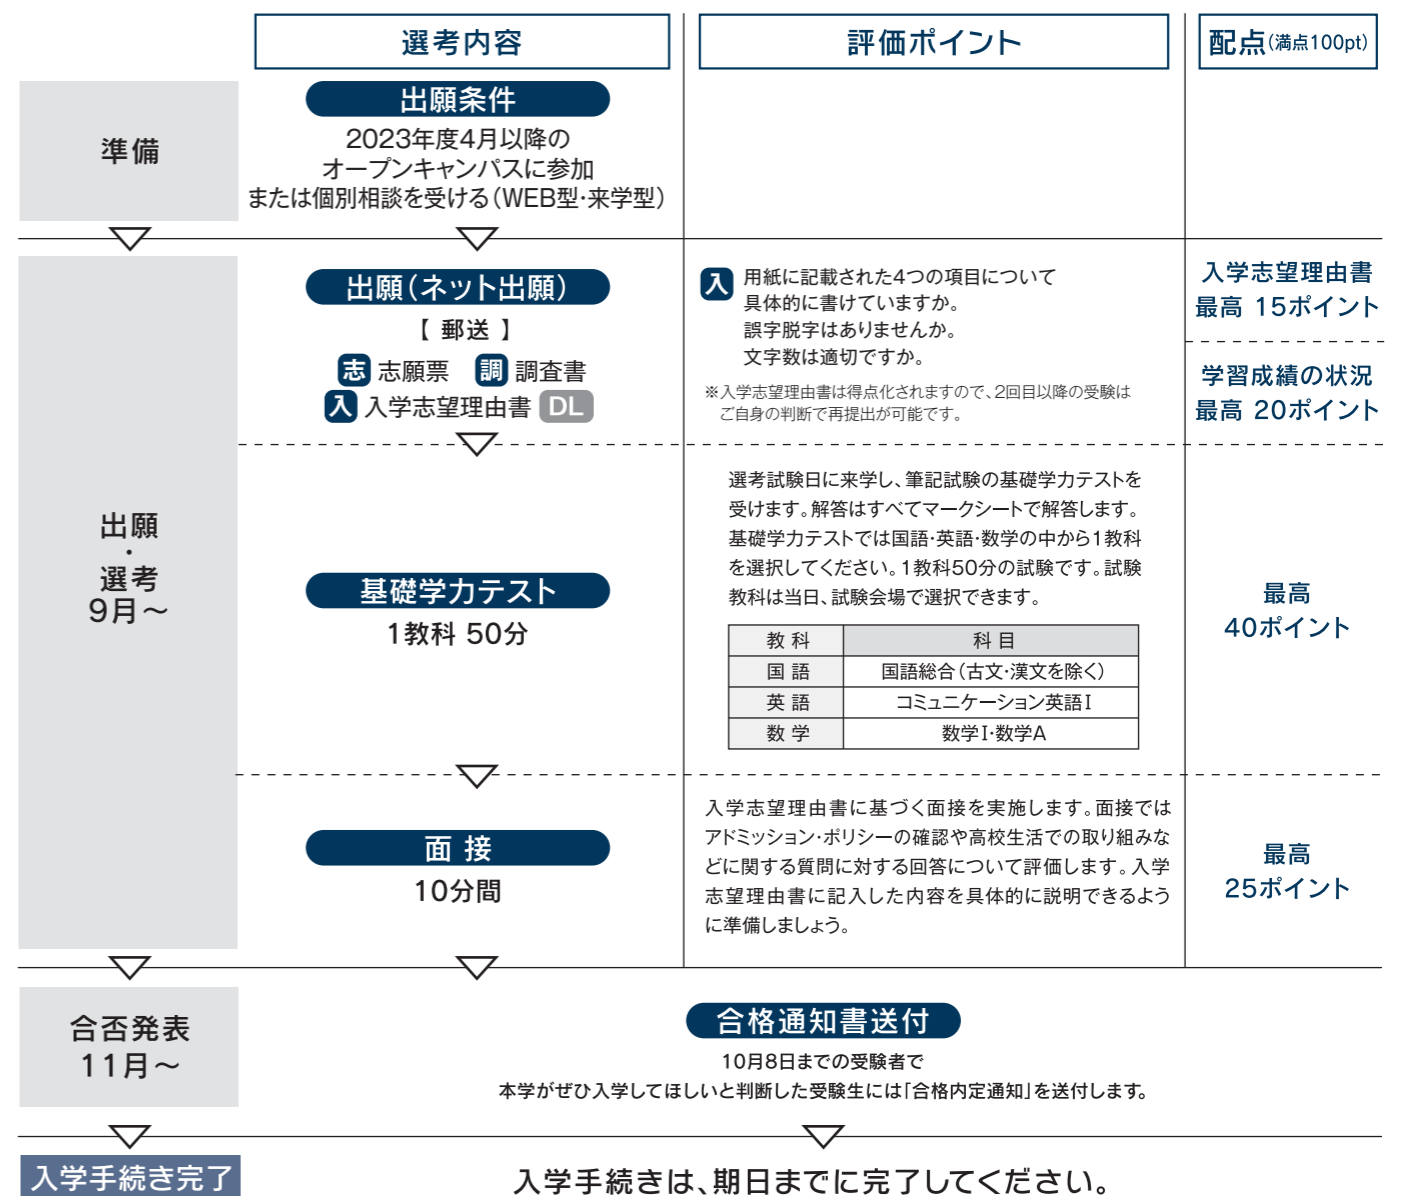 選考内容
評価ポイント
配点(満点100pt)
準備
出願条件
2023年度4月以降の
オープンキャンパスに参加
または個別相談を受ける(WEB型・来学型)
出願・選考
9月～
出願(ネット出願)
【 郵送 】
志 志願票 調 調査書
入 入学志望理由書 DL
入 用紙に記載された4つの項目について
具体的に書けていますか。
誤字脱字はありませんか。
文字数は適切ですか。
※入学志望理由書は得点化されますので、2回目以降の受験は
ご自身の判断で再提出が可能です。
入学志望理由書
最高 15ポイント
学習成績の状況
最高 20ポイント
基礎学力テスト
1教科 50分
選考試験日に来学し、筆記試験の基礎学力テストを
受けます。解答はすべてマークシートで解答します。
基礎学力テストでは国語・英語・数学の中から1教科
を選択してください。1教科50分の試験です。試験
教科は当日、試験会場で選択できます。
教 科 科 目
国 語 国語総合(古文・漢文を除く)
英 語 コミュニケーション英語Ⅰ
数 学 数学Ⅰ・数学A
最高
40ポイント
面 接
10分間
入学志望理由書に基づく面接を実施します。面接では
アドミッション・ポリシーの確認や高校生活での取り組みな
どに関する質問に対する回答について評価します。入学
志望理由書に記入した内容を具体的に説明できるよう
に準備しましょう。
最高
25ポイント
合否発表
11月～
合格通知書送付
10月8日までの受験者で
本学がぜひ入学してほしいと判断した受験生には「合格内定通知」を送付します。
入学手続き完了
入学手続きは、期日までに完了してください。